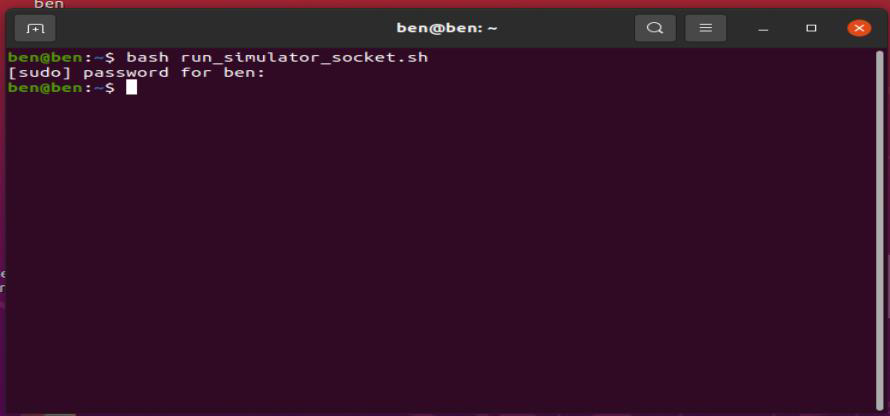 ben
ben@ben: ~
ben@ben:~$ bash run_simulator_socket.sh
[sudo] password for ben:
ben@ben:~$